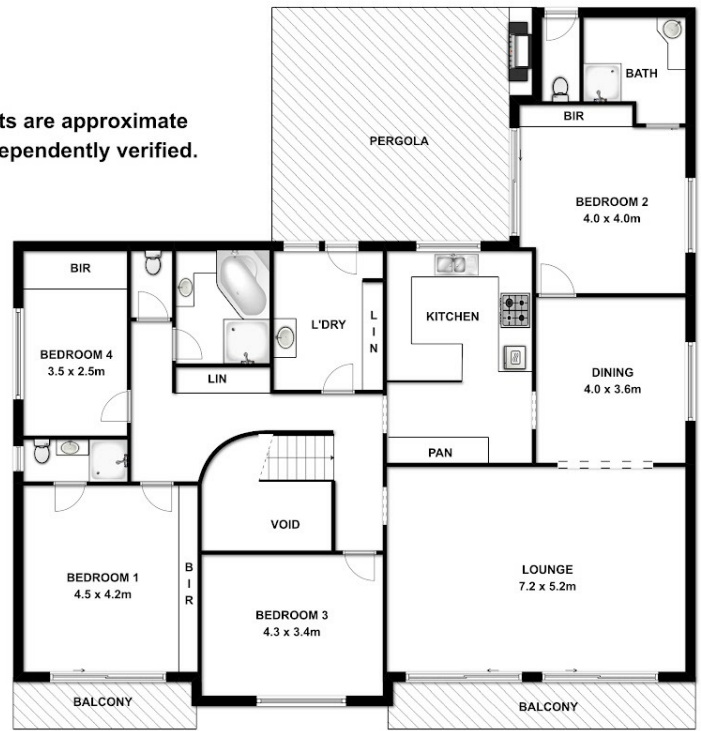 ts are approximate
ependently verified.
PERGOLA
BATH
BIR
BEDROOM 2
4.0 x 4.0m
BIR
BEDROOM 4
3.5 x 2.5m
L'DRY
LIN
KITCHEN
DINING
4.0 x 3.6m
LIN
PAN
VOID
BEDROOM 1
4.5 x 4.2m
BIR
BEDROOM 3
4.3 x 3.4m
LOUNGE
7.2 x 5.2m
BALCONY
BALCONY